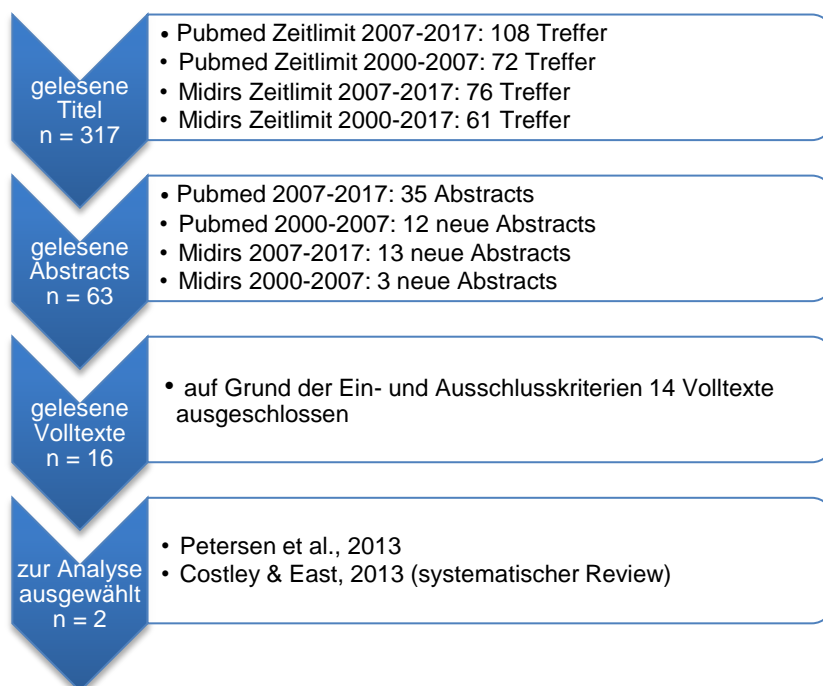 gelesene
Titel
n = 317
• Pubmed Zeitlimit 2007-2017: 108 Treffer
• Pubmed Zeitlimit 2000-2007: 72 Treffer
• Midirs Zeitlimit 2007-2017: 76 Treffer
• Midirs Zeitlimit 2000-2017: 61 Treffer
gelesene
Abstracts
n = 63
• Pubmed 2007-2017: 35 Abstracts
• Pubmed 2000-2007: 12 neue Abstracts
• Midirs 2007-2017: 13 neue Abstracts
• Midirs 2000-2007: 3 neue Abstracts
gelesene
Volltexte
n = 16
• auf Grund der Ein- und Ausschlusskriterien 14 Volltexte
ausgeschlossen
zur Analyse
ausgewählt
n = 2
• Petersen et al., 2013
• Costley & East, 2013 (systematischer Review)